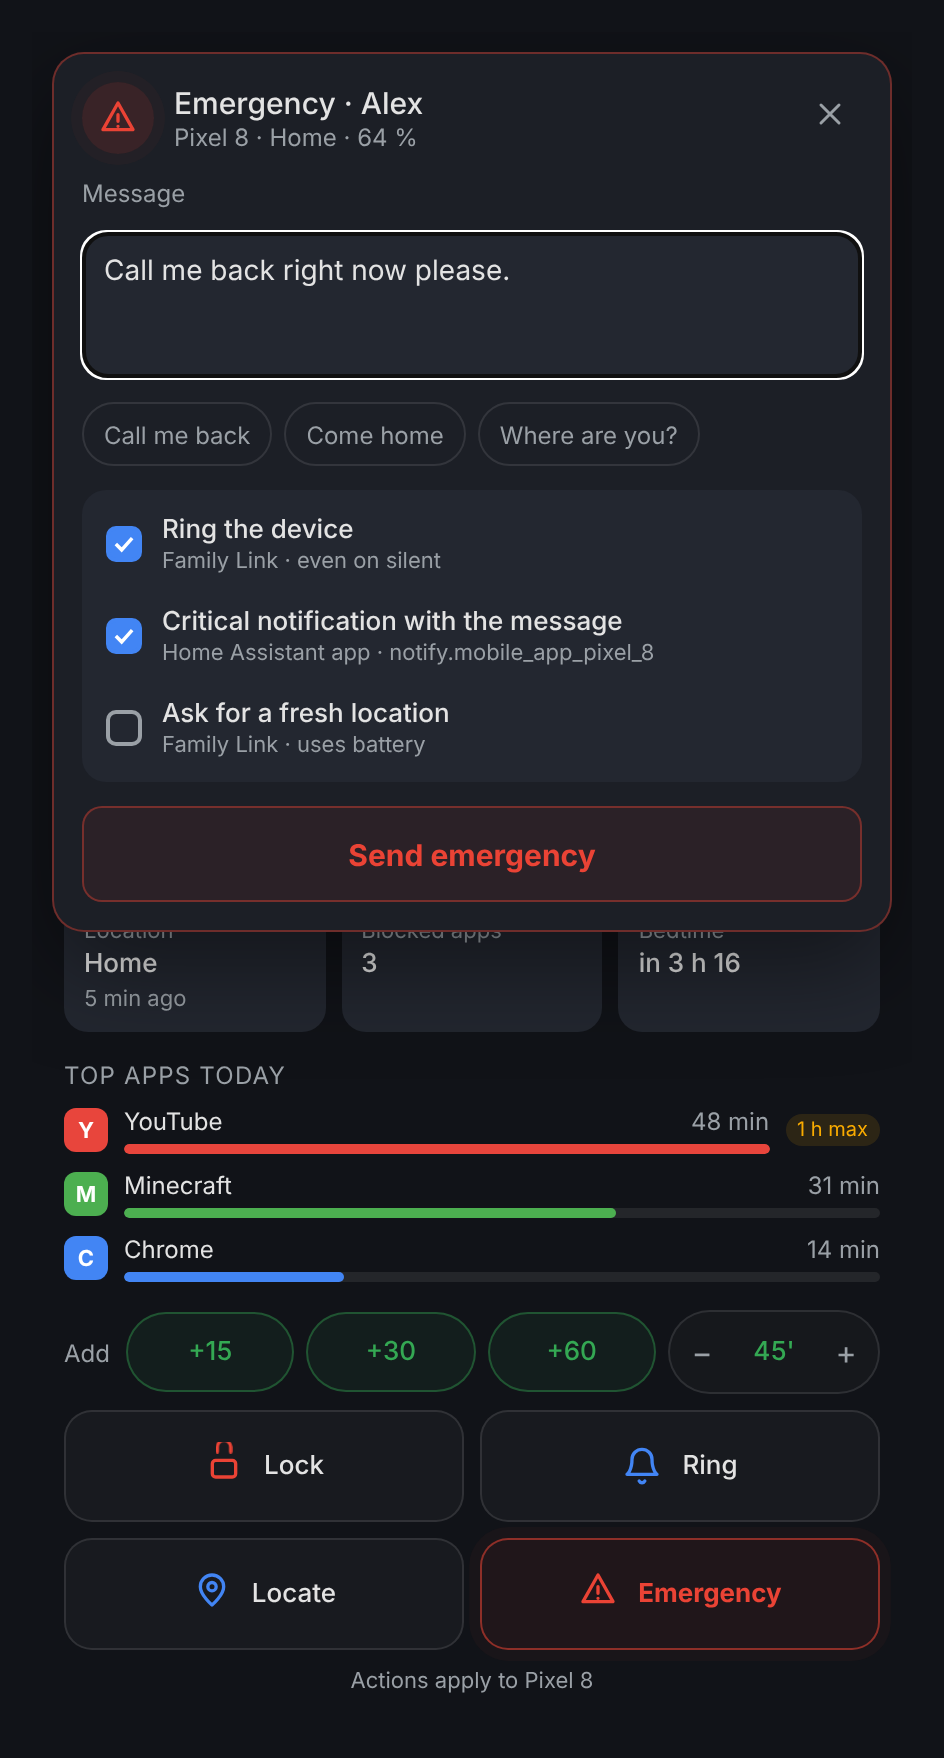 Emergency · Alex
Pixel 8 · Home · 64 %
Message
Call me back right now please.
Call me back
Come home
Where are you?
Ring the device
Family Link · even on silent
Critical notification with the message
Home Assistant app · notify.mobile_app_pixel_8
Ask for a fresh location
Family Link · uses battery
Send emergency
Location
Blocked apps
Bedtime
Home
3
in 3 h 16
5 min ago
TOP APPS TODAY
Y
YouTube
48 min
1 h max
M
Minecraft
31 min
C
Chrome
14 min
Add
+15
+30
+60
− 45' +
Lock
Ring
Locate
Emergency
Actions apply to Pixel 8